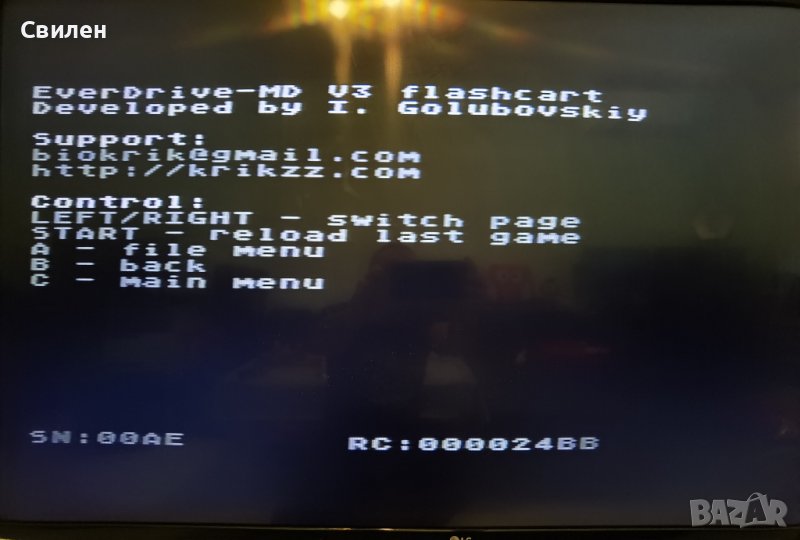 Свилен
EverDrive-MD V3 flashcart
Developed by I. Golubovskiy
Support:
biokrik@gmail.com
http://krikzz.com
Control:
LEFT/RIGHT - switch page
START - reload last game
A - file menu
B - back
C - main menu
SN:00AE
RC:000024BB
BAZAR
LG